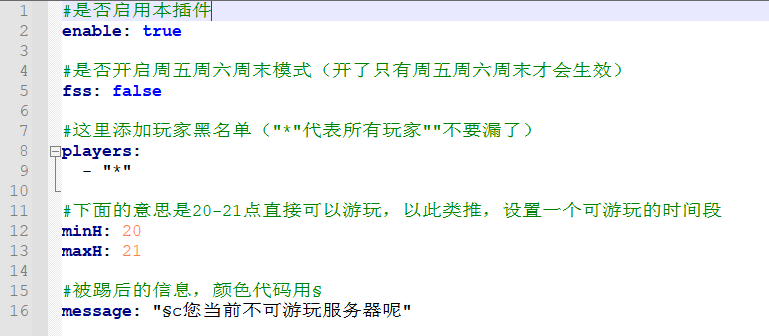 1 #是否启用本插件
2 enable: true
3
4 #是否开启周五周六周末模式（开了只有周五周六周末才会生效）
5 fss: false
6
7 #这里添加玩家黑名单（"*"代表所有玩家""不要漏了）
8 players:
9 - "*"
10
11 #下面的意思是20-21点直接可以游玩，以此类推，设置一个可游玩的时间段
12 minH: 20
13 maxH: 21
14
15 #被踢后的信息，颜色代码用§
16 message: "§c您当前不可游玩服务器呢"